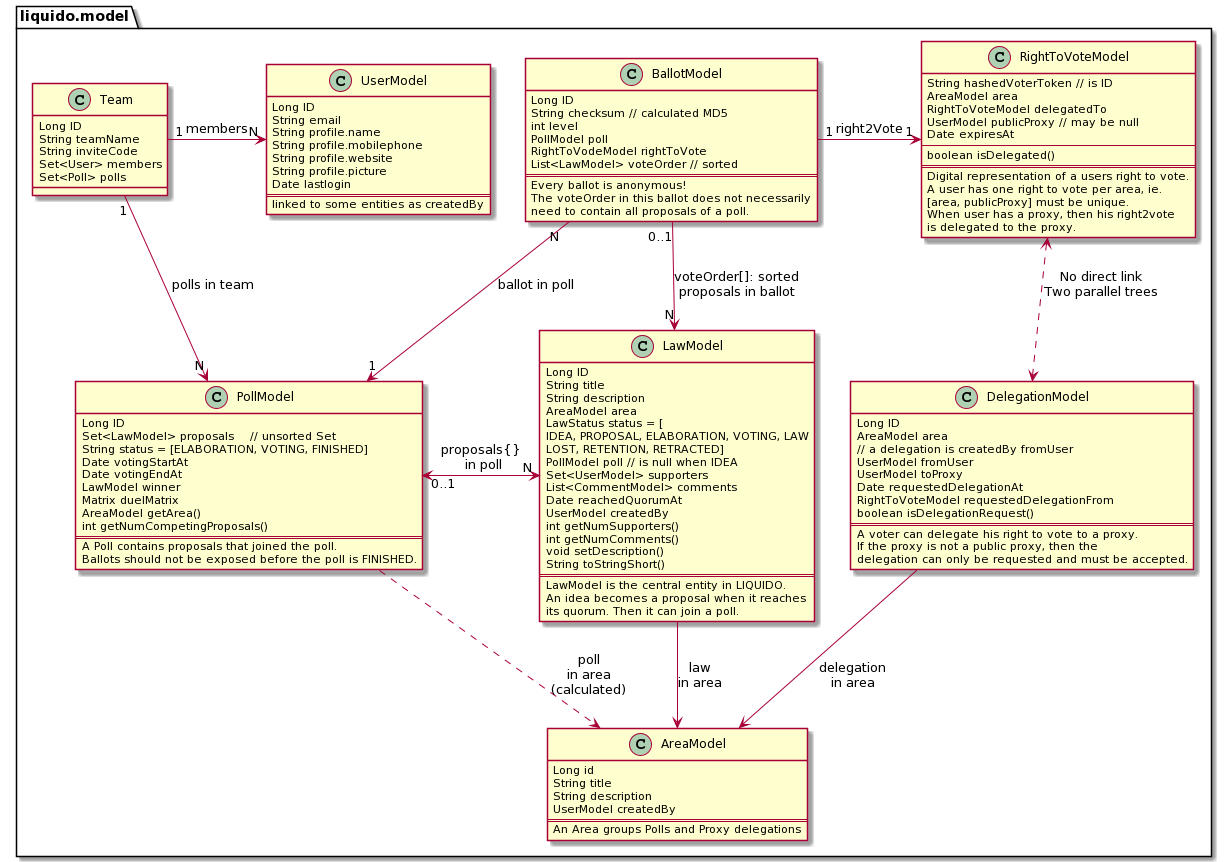 liquido.model
Team
Long ID
String teamName
String inviteCode
Set<User> members
Set<Poll> polls
1
members
N
UserModel
Long ID
String email
String profile.name
String profile.mobilephone
String profile.website
String profile.picture
Date lastlogin
linked to some entities as createdBy
BallotModel
Long ID
String checksum // calculated MD5
int level
PollModel poll
RightToVodeModel rightToVote
List<LawModel> voteOrder // sorted
Every ballot is anonymous!
The voteOrder in this ballot does not necessarily
need to contain all proposals of a poll.
1
right2Vote
1
RightToVoteModel
String hashedVoterToken // is ID
AreaModel area
RightToVoteModel delegatedTo
UserModel publicProxy // may be null
Date expiresAt
boolean isDelegated()
Digital representation of a users right to vote.
A user has one right to vote per area, ie.
[area, publicProxy] must be unique.
When user has a proxy, then his right2vote
is delegated to the proxy.
1
polls in team
N
N
ballot in poll
1
0..1
voteOrder[]: sorted
proposals in ballot
N
No direct link
Two parallel trees
PollModel
Long ID
Set<LawModel> proposals // unsorted Set
String status = [ELABORATION, VOTING, FINISHED]
Date votingStartAt
Date votingEndAt
LawModel winner
Matrix duelMatrix
AreaModel getArea()
int getNumCompetingProposals()
A Poll contains proposals that joined the poll.
Ballots should not be exposed before the poll is FINISHED.
proposals{}
in poll
N
0..1
LawModel
Long ID
String title
String description
AreaModel area
LawStatus status = [
IDEA, PROPOSAL, ELABORATION, VOTING, LAW
LOST, RETENTION, RETRACTED]
PollModel poll // is null when IDEA
Set<UserModel> supporters
List<CommentModel> comments
Date reachedQuorumAt
UserModel createdBy
int getNumSupporters()
int getNumComments()
void setDescription()
String toStringShort()
LawModel is the central entity in LIQUIDO.
An idea becomes a proposal when it reaches
its quorum. Then it can join a poll.
DelegationModel
Long ID
AreaModel area
// a delegation is createdBy fromUser
UserModel fromUser
UserModel toProxy
Date requestedDelegationAt
RightToVoteModel requestedDelegationFrom
boolean isDelegationRequest()
A voter can delegate his right to vote to a proxy.
If the proxy is not a public proxy, then the
delegation can only be requested and must be accepted.
poll
in area
(calculated)
law
in area
delegation
in area
AreaModel
Long id
String title
String description
UserModel createdBy
An Area groups Polls and Proxy delegations